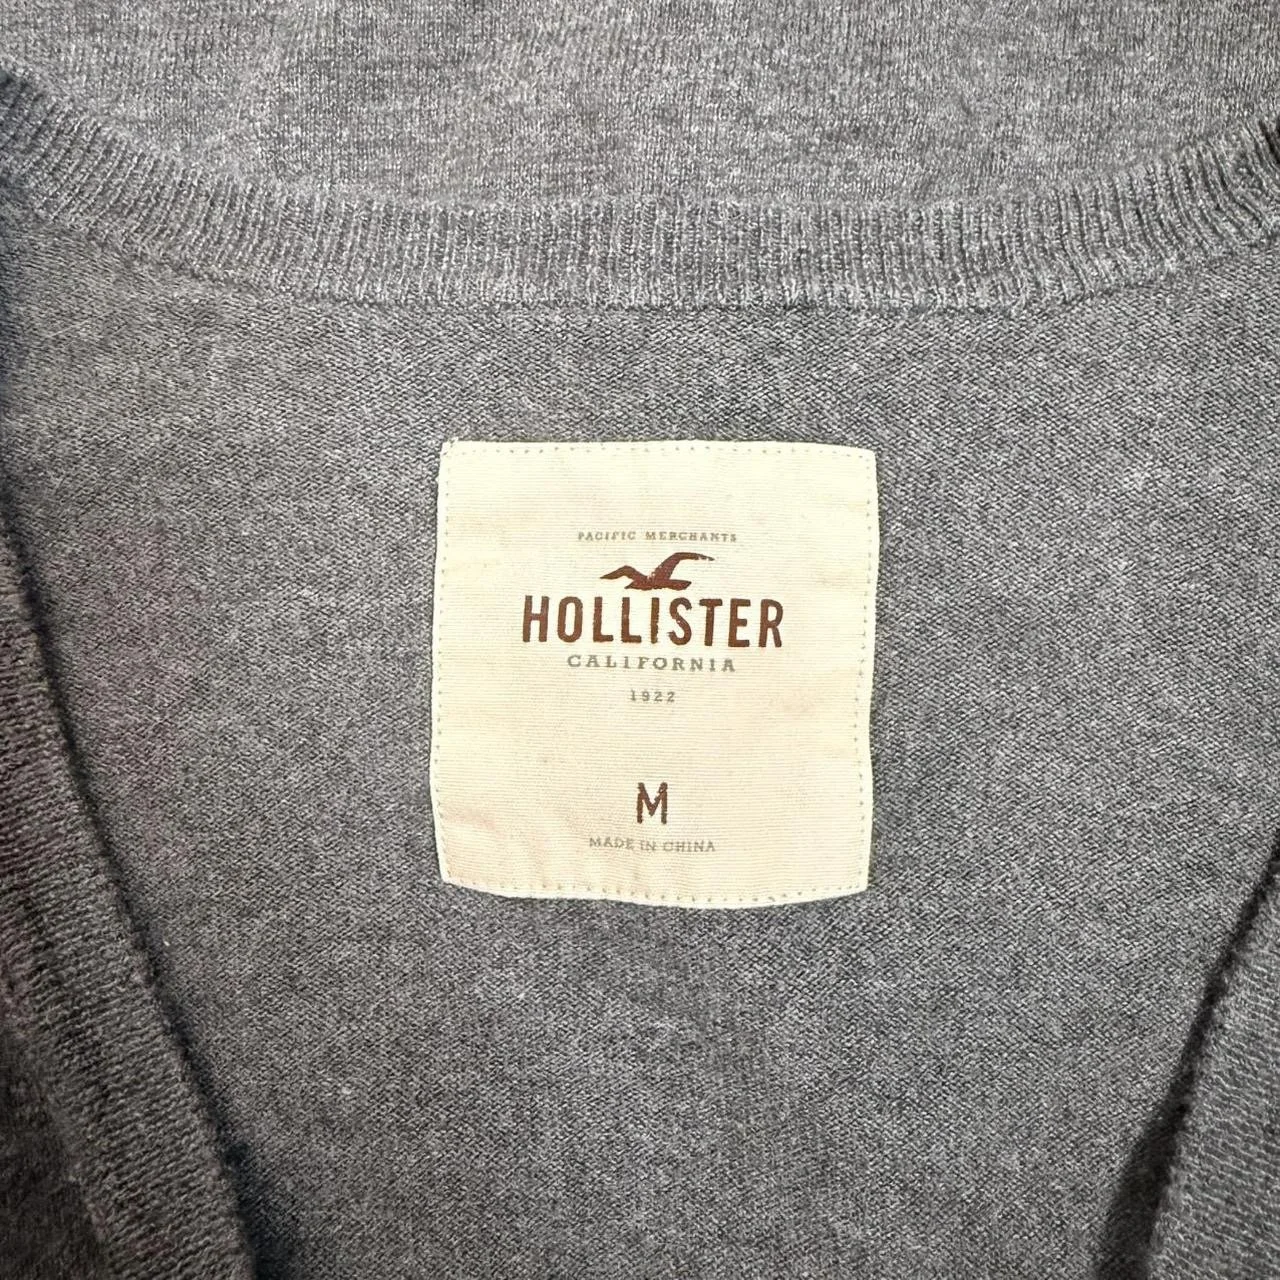 PACIFIC MERCHANTS
HOLLISTER
CALIFORNIA
1922
M
MADE IN CHINA